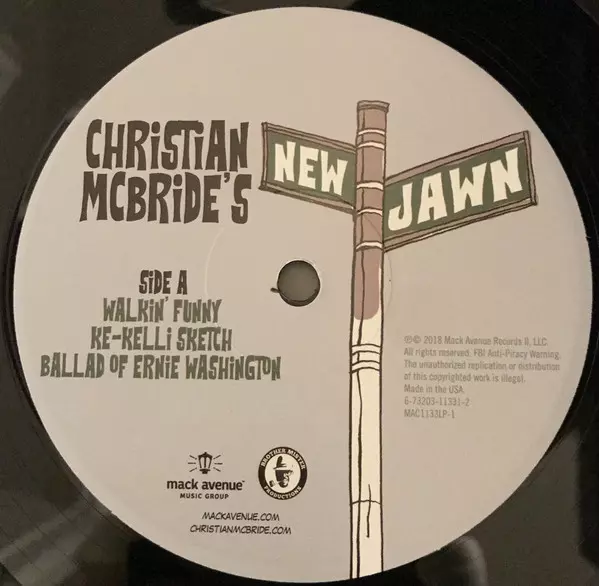 CHRISTIAN
MCBRIDE'S
NEW
JAWN
SIDE A
WALKIN' FUNNY
KE-KELLI SKETCH
BALLAD OF ERNIE WASHINGTON
℗© 2018 Mack Avenue Records II, LLC.
All rights reserved. FBI Anti-Piracy Warning.
The unauthorized replication or distribution
of this copyrighted work is illegal.
Made in the USA.
6-73203-11331-2
MAC1133LP-1
mack avenue
MUSIC GROUP
BROTHER MISTER
PRODUCTIONS
MACKAVENUE.COM
CHRISTIANMCBRIDE.COM